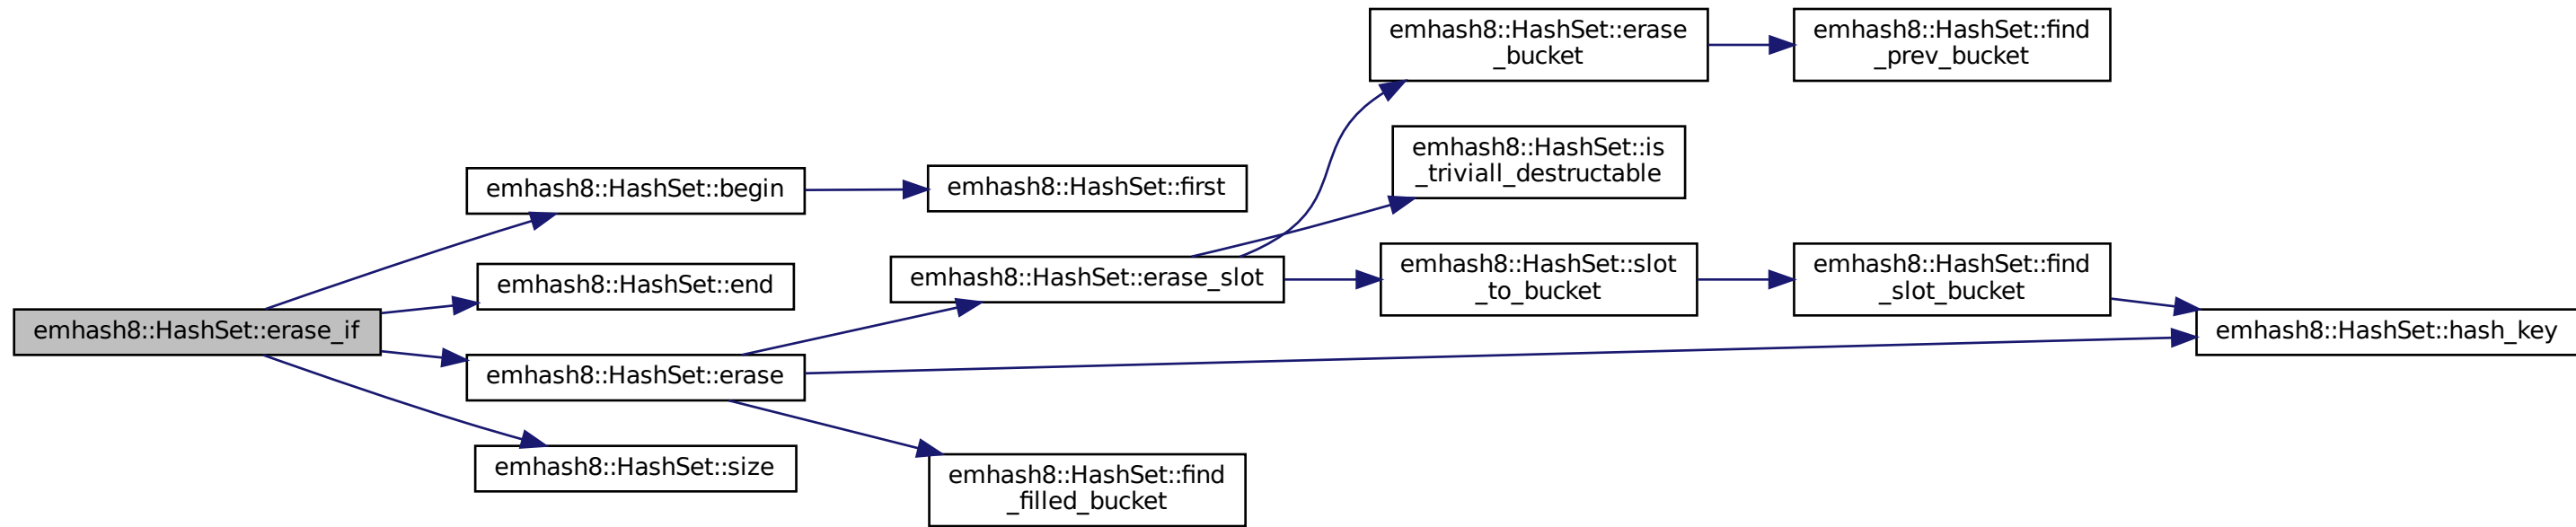 emhash8::HashSet::erase_if
emhash8::HashSet::begin
emhash8::HashSet::end
emhash8::HashSet::erase
emhash8::HashSet::size
emhash8::HashSet::first
emhash8::HashSet::erase_slot
emhash8::HashSet::find
_filled_bucket
emhash8::HashSet::erase
_bucket
emhash8::HashSet::is
_triviall_destructable
emhash8::HashSet::slot
_to_bucket
emhash8::HashSet::find
_prev_bucket
emhash8::HashSet::find
_slot_bucket
emhash8::HashSet::hash_key